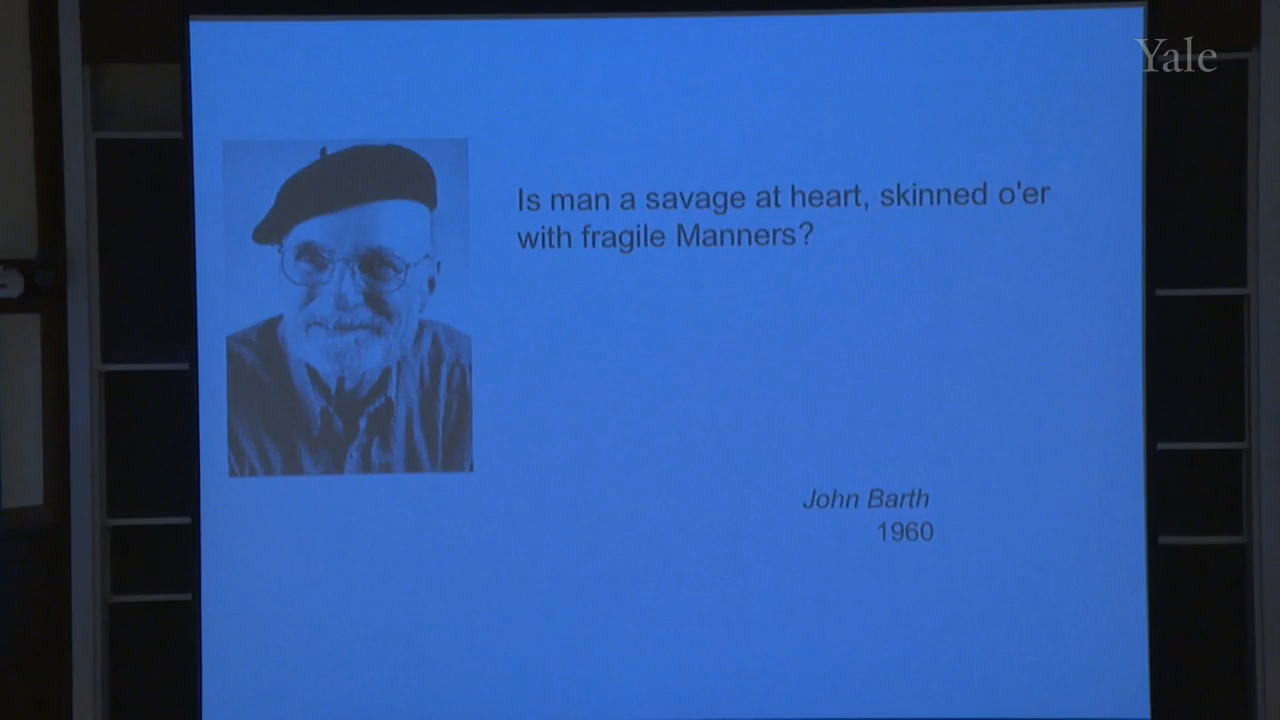 Yale
Is man a savage at heart, skinned o'er
with fragile Manners?
John Barth
1960